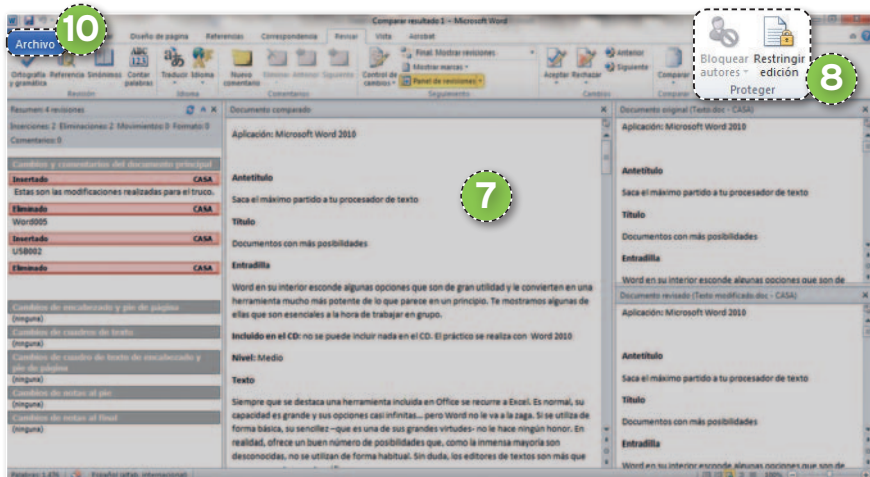 Comparar resultado 1 - Microsoft Word
Archivo
10
Diseño de página Referencias Correspondencia Revisar Vista Acrobat
Ortografía y gramática
Referencia
Sinónimos
Contar palabras
Traducir
Idioma
Nuevo comentario
Eliminar
Anterior
Siguiente
Control de cambios
Final: Mostrar revisiones
Mostrar marcas
Panel de revisiones
Aceptar
Rechazar
Anterior
Siguiente
Comparar
Bloquear autores
Restringir edición
Revisión
Idioma
Comentarios
Seguimiento
Cambios
Comparar
Proteger
8
Resumen: 4 revisiones
Inserciones: 2 Eliminaciones: 2 Movimientos: 0 Formato: 0
Comentarios: 0
Cambios y comentarios del documento principal
Insertado CASA
Estas son las modificaciones realizadas para el truco.
Eliminado CASA
Word005
Insertado CASA
USB002
Eliminado CASA
Cambios de encabezado y pie de página
(ninguna)
Cambios de cuadros de texto
(ninguna)
Cambios de cuadro de texto de encabezado y
pie de página
(ninguna)
Cambios de notas al pie
(ninguna)
Cambios de notas al final
(ninguna)
Documento comparado
Aplicación: Microsoft Word 2010
Antetítulo
Saca el máximo partido a tu procesador de texto
7
Título
Documentos con más posibilidades
Entradilla
Word en su interior esconde algunas opciones que son de gran utilidad y le convierten en una
herramienta mucho más potente de lo que parece en un principio. Te mostramos algunas de
ellas que son esenciales a la hora de trabajar en grupo.
Incluido en el CD: no se puede incluir nada en el CD. El práctico se realiza con Word 2010
Nivel: Medio
Texto
Siempre que se destaca una herramienta incluida en Office se recurre a Excel. Es normal, su
capacidad es grande y sus opciones casi infinitas... pero Word no le va a la zaga. Si se utiliza de
forma básica, su sencillez –que es una de sus grandes virtudes- no le hace ningún honor. En
realidad, ofrece un buen número de posibilidades que, como la inmensa mayoría son
desconocidas, no se utilizan de forma habitual. Sin duda, los editores de textos son más que
Documento original (Texto.doc - CASA)
Aplicación: Microsoft Word 2010
Antetítulo
Saca el máximo partido a tu procesador de texto
Título
Documentos con más posibilidades
Entradilla
Word en su interior esconde algunas opciones que son de
Documento revisado (Texto modificado.doc - CASA)
Aplicación: Microsoft Word 2010
Antetítulo
Saca el máximo partido a tu procesador de texto
Título
Documentos con más posibilidades
Entradilla
Word en su interior esconde algunas opciones que son de
Palabras: 1.476
Español (alfab. internacional)
100%